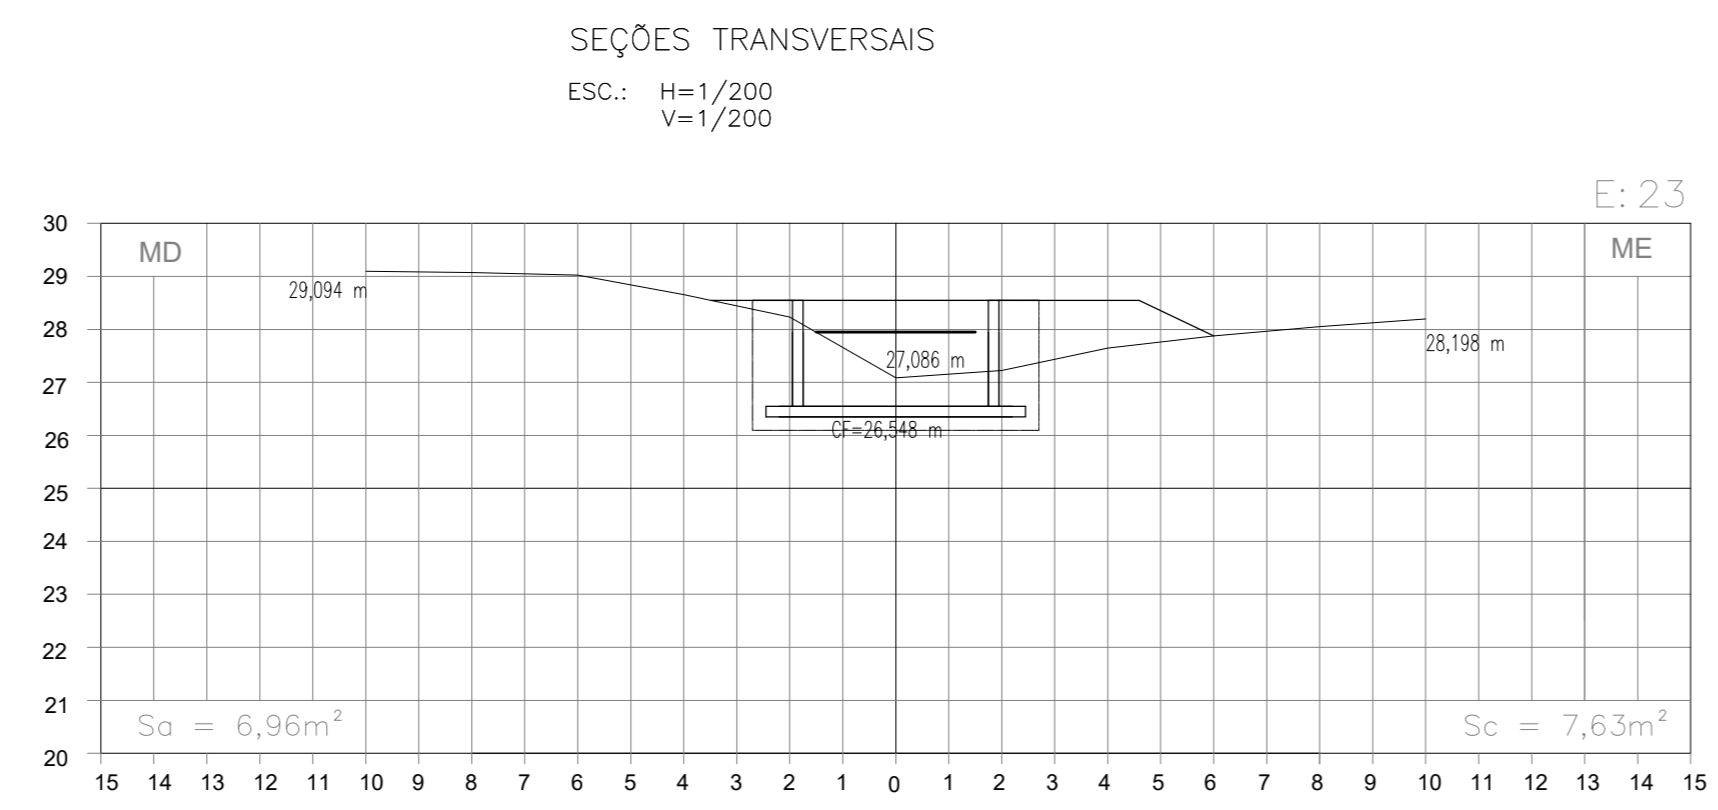 SEÇÕES TRANSVERSAIS
ESC.: H=1/200
V=1/200
E: 23
30
MD
ME
29
29,094 m
28
28,198 m
27,086 m
27
26
CF=26,548 m
25
24
23
22
21
Sa = 6,96m²
Sc = 7,63m²
20
15 14 13 12 11 10 9 8 7 6 5 4 3 2 1 0 1 2 3 4 5 6 7 8 9 10 11 12 13 14 15